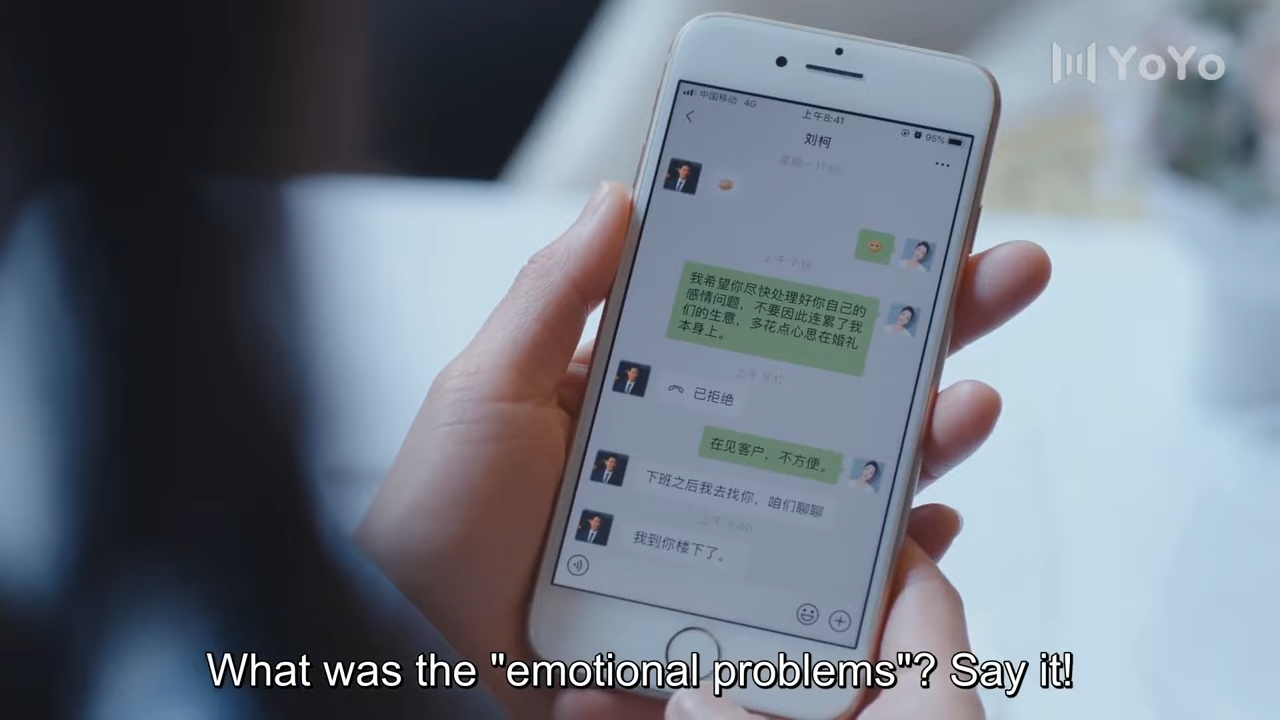 YoYo
中国移动 4G
上午8:41
95%
刘柯
我希望你尽快处理好你自己的
感情问题，不要因此连累了我
们的生意，多花点心思在婚礼
本身上。
已拒绝
在见客户，不方便。
下班之后我去找你，咱们聊聊
我到你楼下了。
What was the "emotional problems"? Say it!